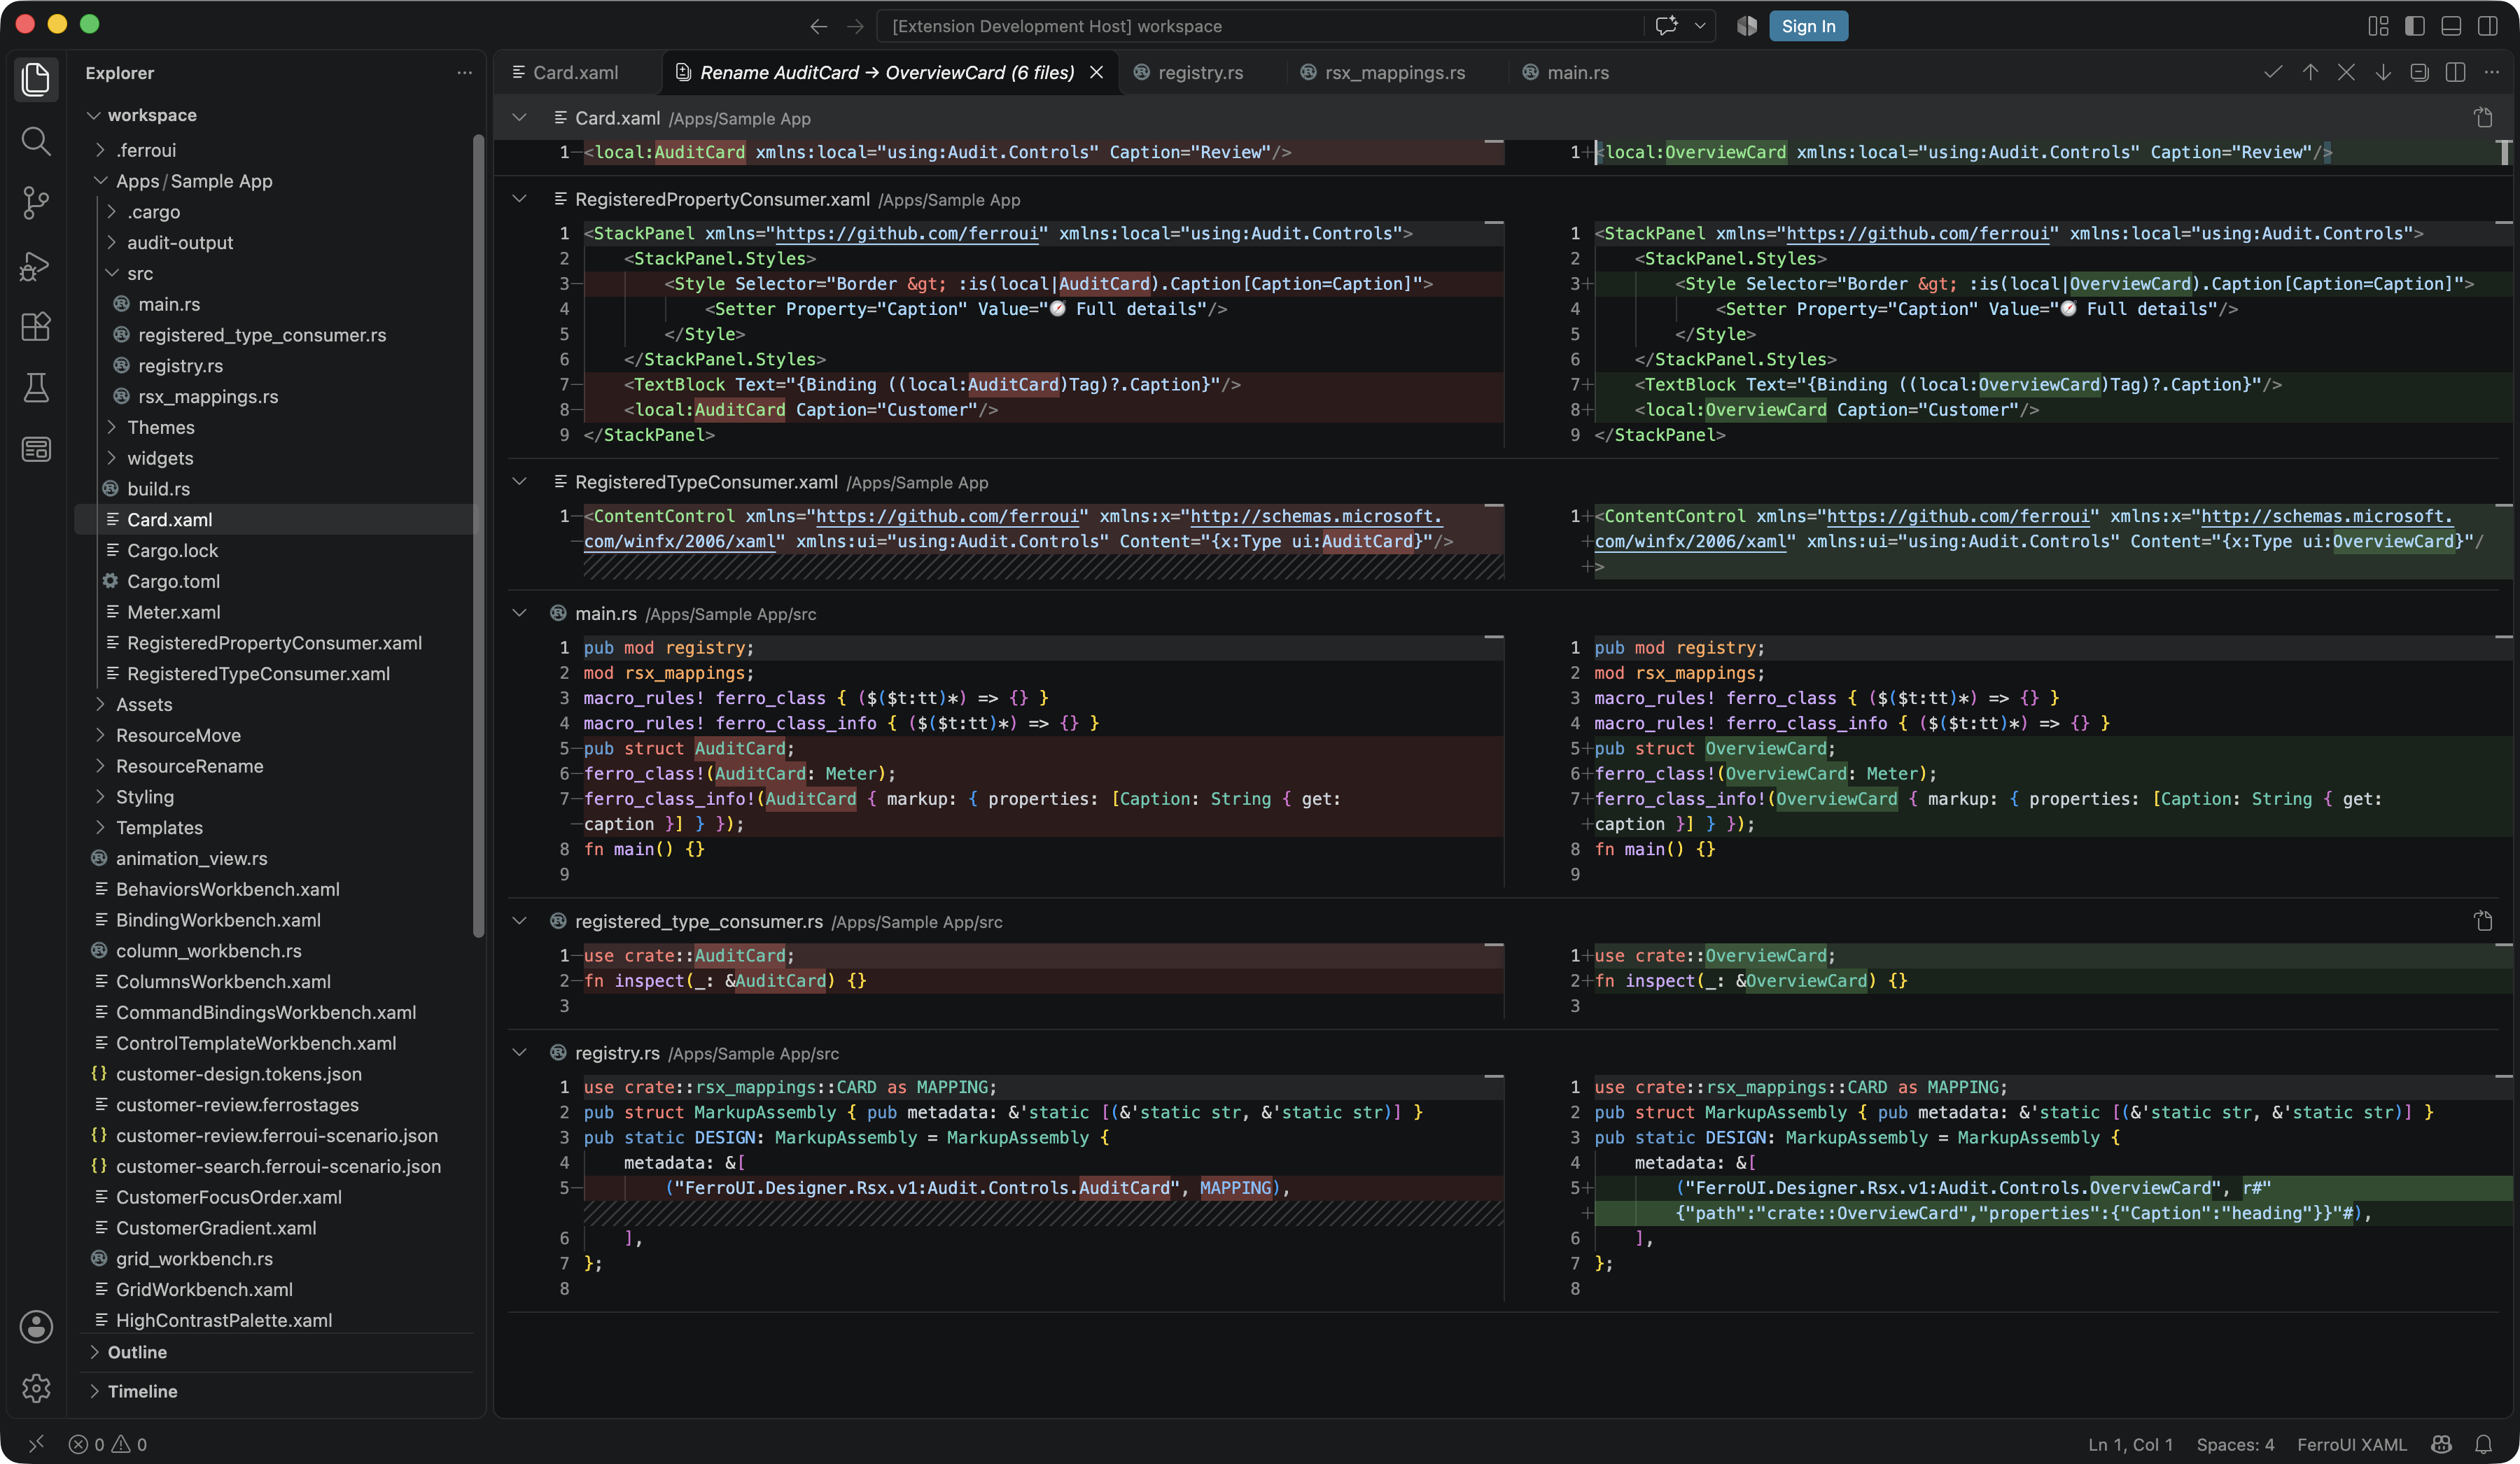 [Extension Development Host] workspace
Sign In
Explorer
workspace
.ferroui
Apps/Sample App
.cargo
audit-output
src
main.rs
registered_type_consumer.rs
registry.rs
rsx_mappings.rs
Themes
widgets
build.rs
Card.xaml
Cargo.lock
Cargo.toml
Meter.xaml
RegisteredPropertyConsumer.xaml
RegisteredTypeConsumer.xaml
Assets
ResourceMove
ResourceRename
Styling
Templates
animation_view.rs
BehaviorsWorkbench.xaml
BindingWorkbench.xaml
column_workbench.rs
ColumnsWorkbench.xaml
CommandBindingsWorkbench.xaml
ControlTemplateWorkbench.xaml
customer-design.tokens.json
customer-review.ferrostages
customer-review.ferroui-scenario.json
customer-search.ferroui-scenario.json
CustomerFocusOrder.xaml
CustomerGradient.xaml
grid_workbench.rs
GridWorkbench.xaml
HighContrastPalette.xaml
Outline
Timeline
Card.xaml
Rename AuditCard → OverviewCard (6 files)
registry.rs
rsx_mappings.rs
main.rs
Card.xaml /Apps/Sample App
1 −<local:AuditCard xmlns:local="using:Audit.Controls" Caption="Review"/>
1 +<local:OverviewCard xmlns:local="using:Audit.Controls" Caption="Review"/>
RegisteredPropertyConsumer.xaml /Apps/Sample App
1 <StackPanel xmlns="https://github.com/ferroui" xmlns:local="using:Audit.Controls">
2 <StackPanel.Styles>
3 − <Style Selector="Border &gt; :is(local|AuditCard).Caption[Caption=Caption]">
4 <Setter Property="Caption" Value="🧭 Full details"/>
5 </Style>
6 </StackPanel.Styles>
7 − <TextBlock Text="{Binding ((local:AuditCard)Tag)?.Caption}"/>
8 − <local:AuditCard Caption="Customer"/>
9 </StackPanel>
1 <StackPanel xmlns="https://github.com/ferroui" xmlns:local="using:Audit.Controls">
2 <StackPanel.Styles>
3 + <Style Selector="Border &gt; :is(local|OverviewCard).Caption[Caption=Caption]">
4 <Setter Property="Caption" Value="🧭 Full details"/>
5 </Style>
6 </StackPanel.Styles>
7 + <TextBlock Text="{Binding ((local:OverviewCard)Tag)?.Caption}"/>
8 + <local:OverviewCard Caption="Customer"/>
9 </StackPanel>
RegisteredTypeConsumer.xaml /Apps/Sample App
1 −<ContentControl xmlns="https://github.com/ferroui" xmlns:x="http://schemas.microsoft.
−com/winfx/2006/xaml" xmlns:ui="using:Audit.Controls" Content="{x:Type ui:AuditCard}"/>
1 +<ContentControl xmlns="https://github.com/ferroui" xmlns:x="http://schemas.microsoft.
+com/winfx/2006/xaml" xmlns:ui="using:Audit.Controls" Content="{x:Type ui:OverviewCard}"/
+>
main.rs /Apps/Sample App/src
1 pub mod registry;
2 mod rsx_mappings;
3 macro_rules! ferro_class { ($($t:tt)*) => {} }
4 macro_rules! ferro_class_info { ($($t:tt)*) => {} }
5 −pub struct AuditCard;
6 −ferro_class!(AuditCard: Meter);
7 −ferro_class_info!(AuditCard { markup: { properties: [Caption: String { get:
−caption }] } });
8 fn main() {}
9
1 pub mod registry;
2 mod rsx_mappings;
3 macro_rules! ferro_class { ($($t:tt)*) => {} }
4 macro_rules! ferro_class_info { ($($t:tt)*) => {} }
5 +pub struct OverviewCard;
6 +ferro_class!(OverviewCard: Meter);
7 +ferro_class_info!(OverviewCard { markup: { properties: [Caption: String { get:
+caption }] } });
8 fn main() {}
9
registered_type_consumer.rs /Apps/Sample App/src
1 −use crate::AuditCard;
2 −fn inspect(_: &AuditCard) {}
3
1 +use crate::OverviewCard;
2 +fn inspect(_: &OverviewCard) {}
3
registry.rs /Apps/Sample App/src
1 use crate::rsx_mappings::CARD as MAPPING;
2 pub struct MarkupAssembly { pub metadata: &'static [(&'static str, &'static str)] }
3 pub static DESIGN: MarkupAssembly = MarkupAssembly {
4 metadata: &[
5 − ("FerroUI.Designer.Rsx.v1:Audit.Controls.AuditCard", MAPPING),
6 ],
7 };
8
1 use crate::rsx_mappings::CARD as MAPPING;
2 pub struct MarkupAssembly { pub metadata: &'static [(&'static str, &'static str)] }
3 pub static DESIGN: MarkupAssembly = MarkupAssembly {
4 metadata: &[
5 + ("FerroUI.Designer.Rsx.v1:Audit.Controls.OverviewCard", r#"
+ {"path":"crate::OverviewCard","properties":{"Caption":"heading"}}"#),
6 ],
7 };
8
0 0
Ln 1, Col 1
Spaces: 4
FerroUI XAML